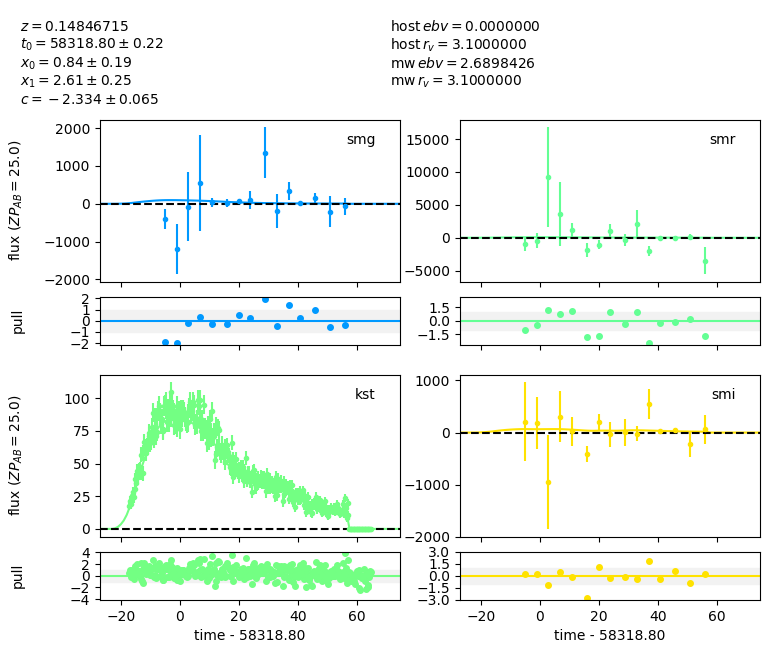 z = 0.14846715
t₀ = 58318.80 ± 0.22
x₀ = 0.84 ± 0.19
x₁ = 2.61 ± 0.25
c = −2.334 ± 0.065
host ebv = 0.0000000
host r_v = 3.1000000
mw ebv = 2.6898426
mw r_v = 3.1000000
flux (ZP_AB = 25.0)
2000
1000
0
−1000
−2000
smg
15000
10000
5000
0
−5000
smr
pull
2
1
0
−1
−2
1.5
0.0
−1.5
flux (ZP_AB = 25.0)
100
75
50
25
0
kst
1000
0
−1000
−2000
smi
pull
4
2
0
−2
−4
3.0
1.5
0.0
−1.5
−3.0
−20 0 20 40 60
−20 0 20 40 60
time - 58318.80
time - 58318.80